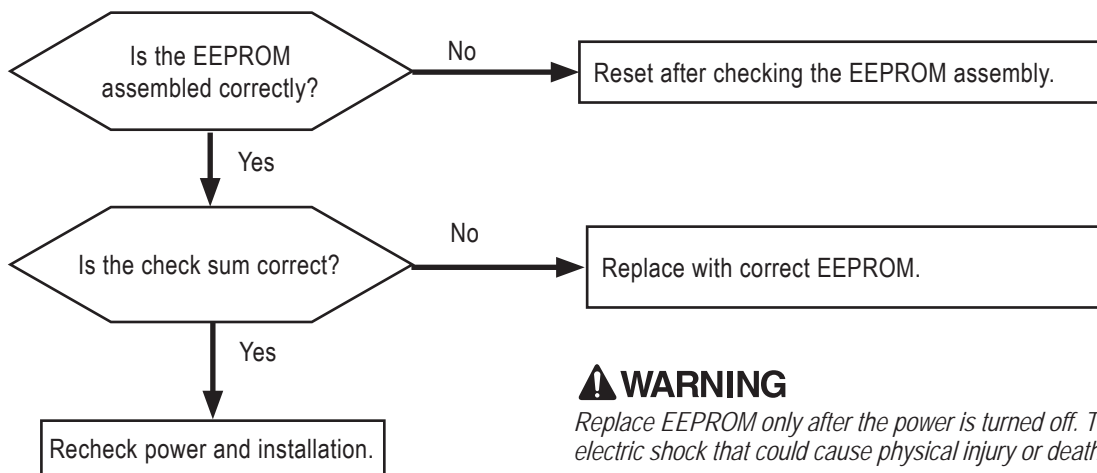 Is the EEPROM
assembled correctly?
No
Reset after checking the EEPROM assembly.
Yes
Is the check sum correct?
No
Replace with correct EEPROM.
Yes
Recheck power and installation.
WARNING
Replace EEPROM only after the power is turned off.
electric shock that could cause physical injury or death